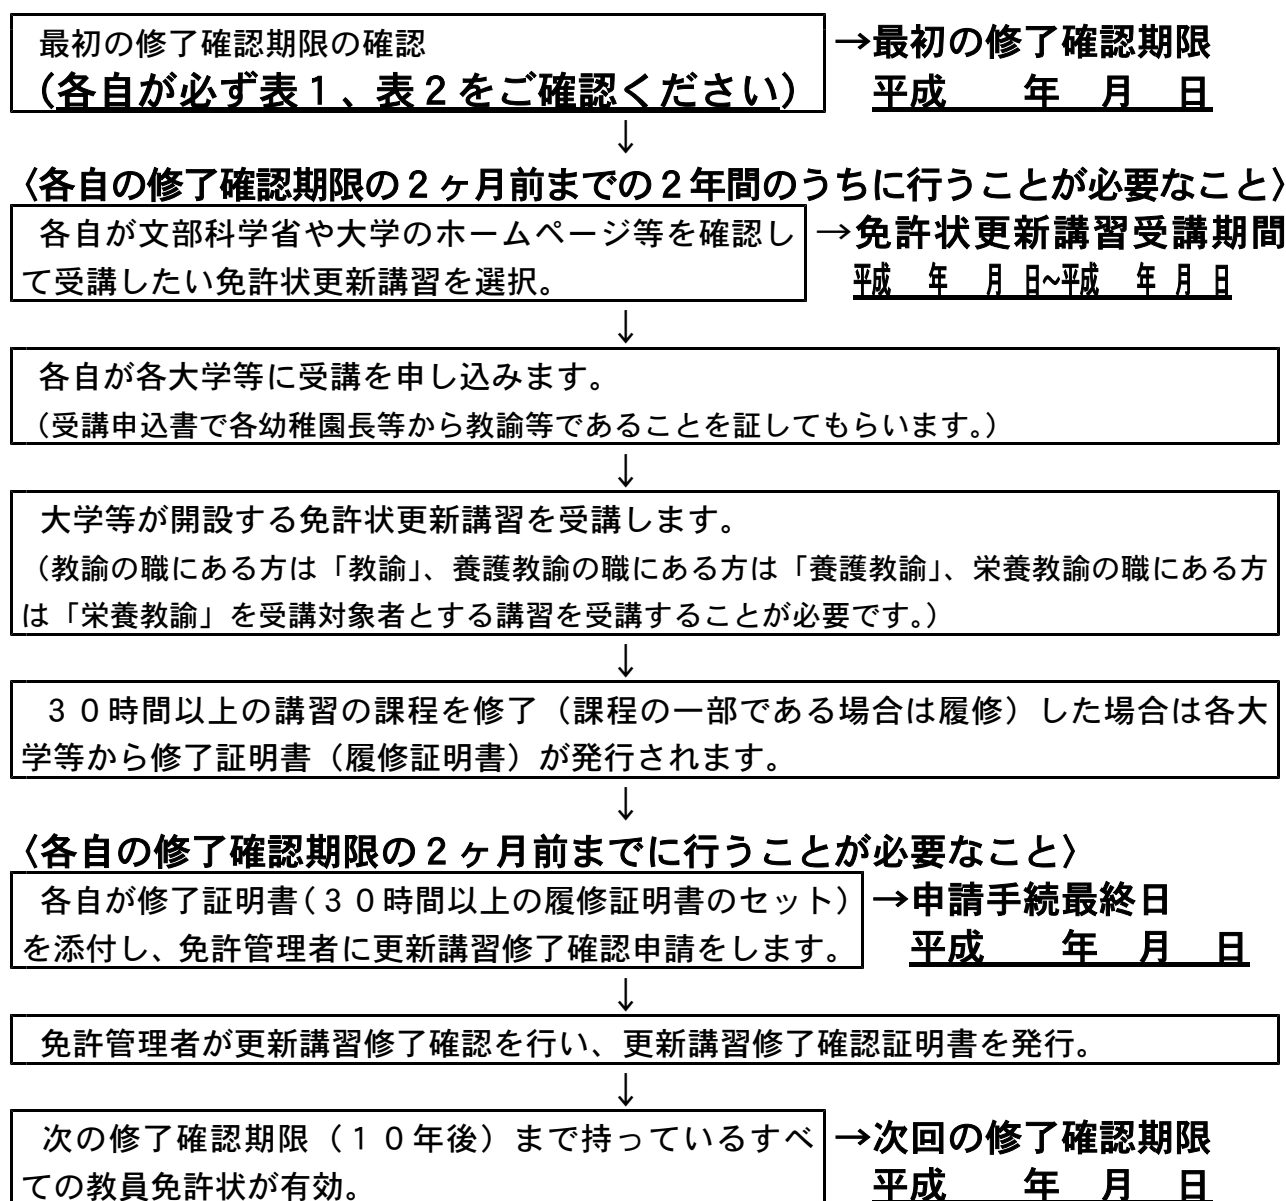 最初の修了確認期限の確認
→最初の修了確認期限
（各自が必ず表１、表２をご確認ください）
平成　　年　月　日
↓
〈各自の修了確認期限の２ヶ月前までの２年間のうちに行うことが必要なこと〉
各自が文部科学省や大学のホームページ等を確認し
→免許状更新講習受講期間
て受講したい免許状更新講習を選択。
平成　年　月　日～平成　年　月　日
↓
各自が各大学等に受講を申し込みます。
（受講申込書で各幼稚園長等から教諭等であることを証してもらいます。）
↓
大学等が開設する免許状更新講習を受講します。
（教諭の職にある方は「教諭」、養護教諭の職にある方は「養護教諭」、栄養教諭の職にある方
は「栄養教諭」を受講対象者とする講習を受講することが必要です。）
↓
３０時間以上の講習の課程を修了（課程の一部である場合は履修）した場合は各大
学等から修了証明書（履修証明書）が発行されます。
↓
〈各自の修了確認期限の２ヶ月前までに行うことが必要なこと〉
各自が修了証明書（３０時間以上の履修証明書のセット）
→申請手続最終日
を添付し、免許管理者に更新講習修了確認申請をします。
平成　　年　月　日
↓
免許管理者が更新講習修了確認を行い、更新講習修了確認証明書を発行。
↓
次の修了確認期限（１０年後）まで持っているすべ
→次回の修了確認期限
ての教員免許状が有効。
平成　　年　月　日